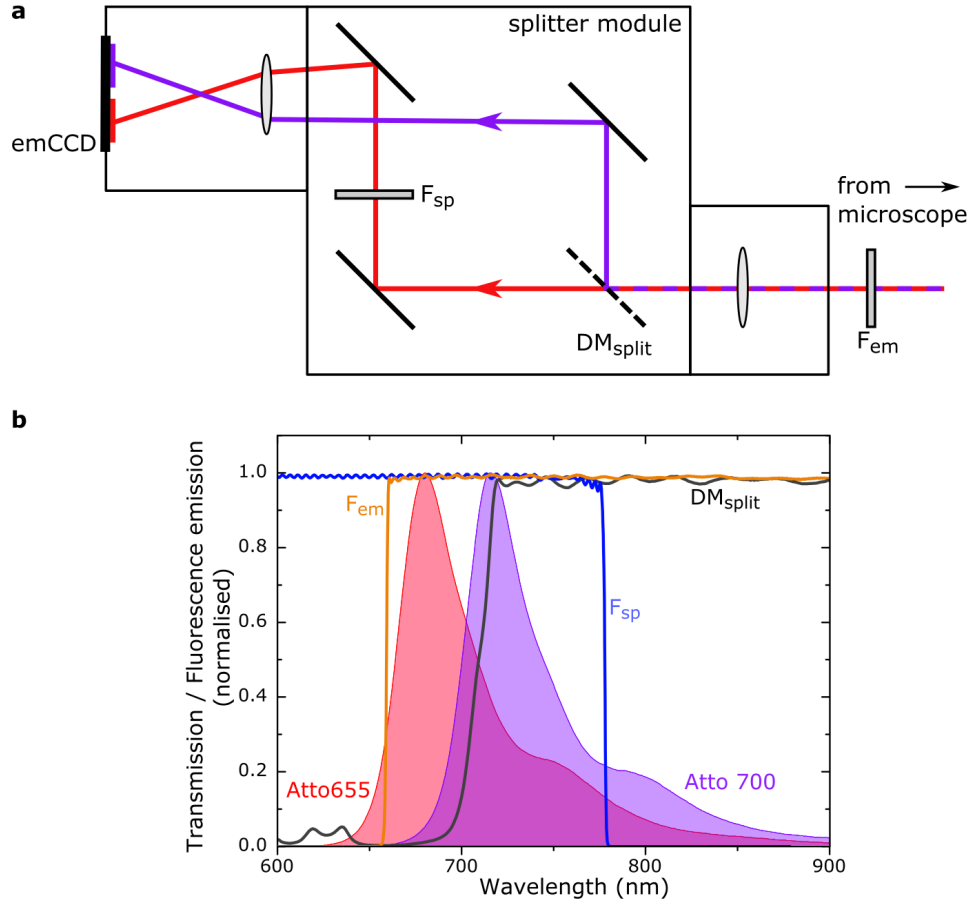 a
splitter module
emCCD
F_sp
from
microscope
DM_split
F_em
b
Transmission / Fluorescence emission
(normalised)
1.0
0.8
0.6
0.4
0.2
0.0
F_em
DM_split
F_sp
Atto655
Atto 700
600
700
800
900
Wavelength (nm)